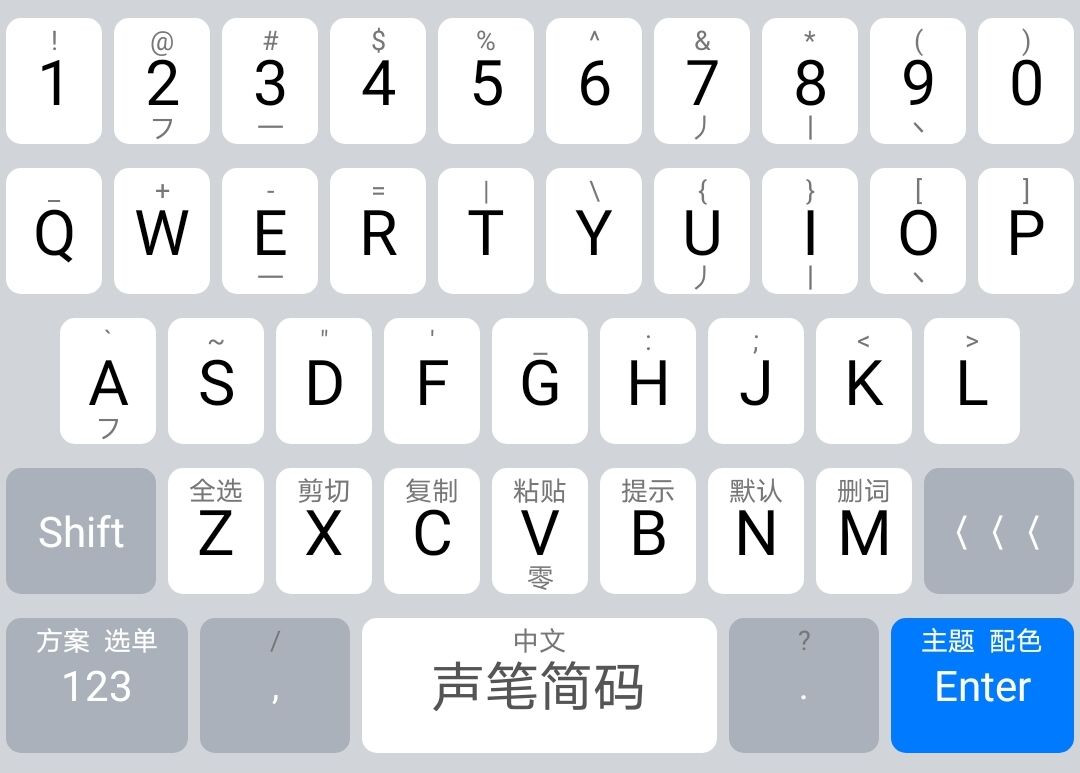 ! @ # $ % ^ & * ( )
1 2 3 4 5 6 7 8 9 0
フ 一 丿 丨 丶
_ + - = | \ { } [ ]
Q W E R T Y U I O P
一 丿 丨 丶
` ~ " ' _ : ; < >
A S D F G H J K L
フ
全选 剪切 复制 粘贴 提示 默认 删词
Shift Z X C V B N M 〈〈〈
零
方案 选单 / 中文 ? 主题 配色
123 , 声笔简码 . Enter